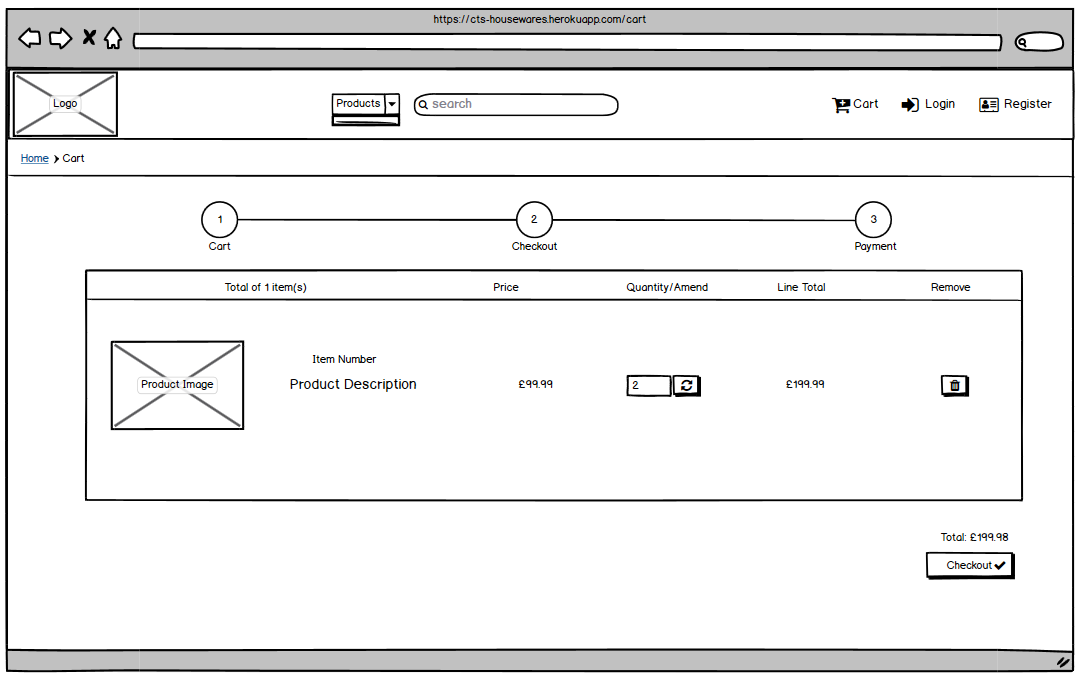 https://cts-housewares.herokuapp.com/cart
Logo
Products
search
Cart
Login
Register
Home > Cart
1
2
3
Cart
Checkout
Payment
Total of 1 item(s)
Price
Quantity/Amend
Line Total
Remove
Item Number
Product Image
Product Description
£99.99
2
£199.99
Total: £199.98
Checkout